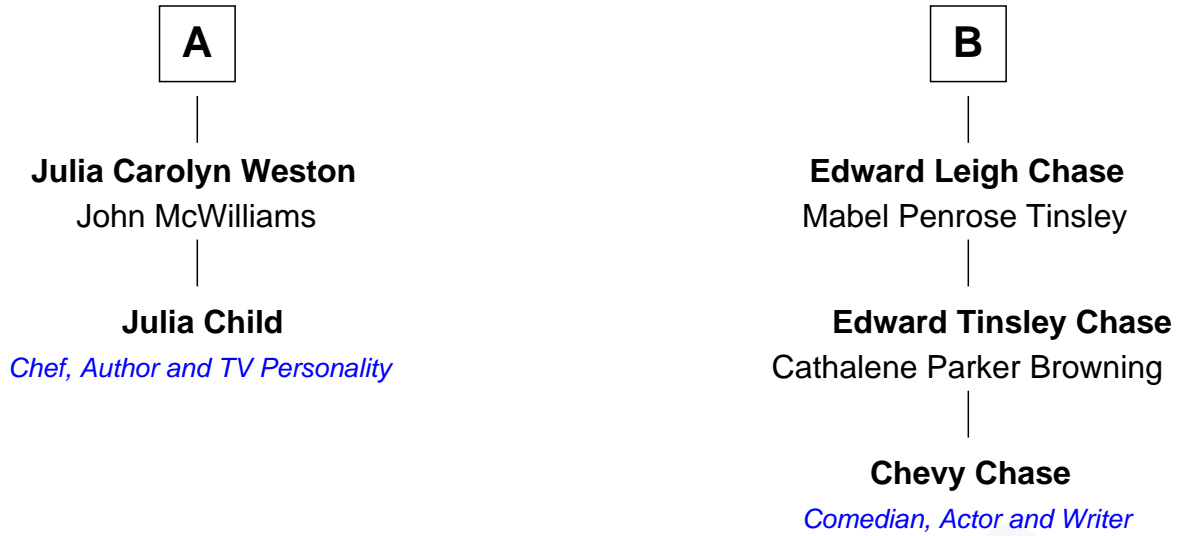 A
Julia Carolyn Weston
John McWilliams
Julia Child
Chef, Author and TV Personality
B
Edward Leigh Chase
Mabel Penrose Tinsley
Edward Tinsley Chase
Cathalene Parker Browning
Chevy Chase
Comedian, Actor and Writer